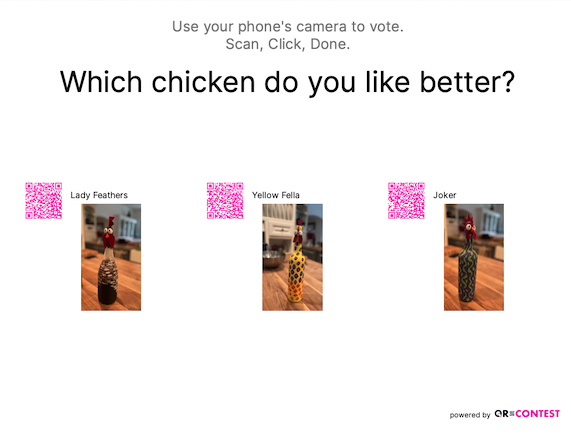 Use your phone's camera to vote.
Scan, Click, Done.
Which chicken do you like better?
Lady Feathers
Yellow Fella
Joker
powered by QR≡CONTEST